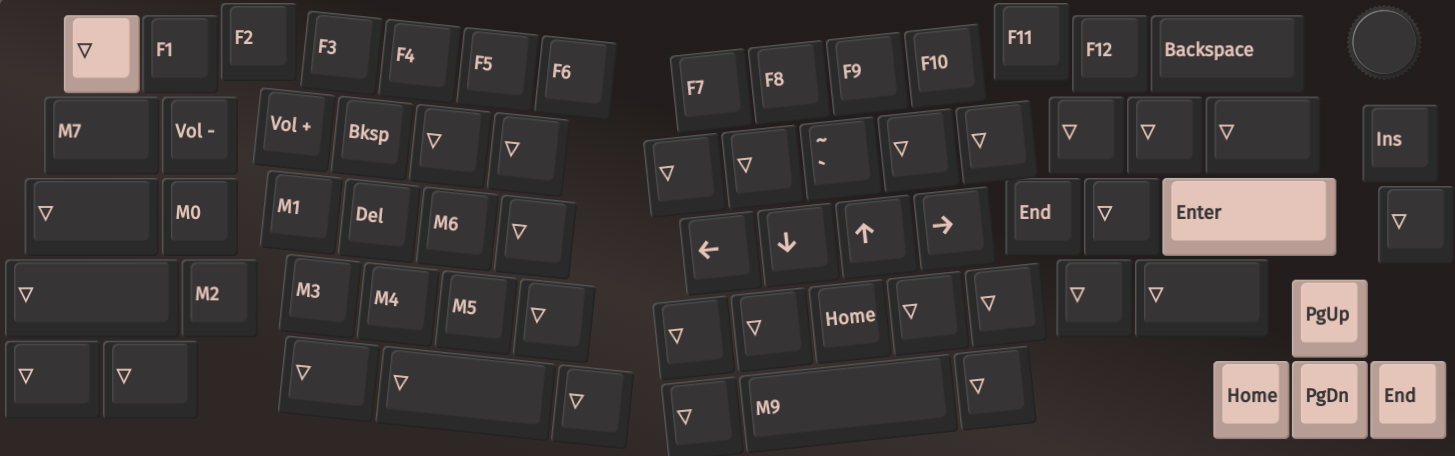 ▽ F1 F2 F3 F4 F5 F6 F7 F8 F9 F10 F11 F12 Backspace
M7 Vol - Vol + Bksp ▽ ▽ ▽ ▽ ~ ` ▽ ▽ ▽ ▽ ▽ Ins
▽ M0 M1 Del M6 ▽ ← ↓ ↑ → End ▽ Enter ▽
▽ M2 M3 M4 M5 ▽ ▽ ▽ Home ▽ ▽ ▽ ▽ PgUp
▽ ▽ ▽ ▽ ▽ ▽ M9 ▽ Home PgDn End